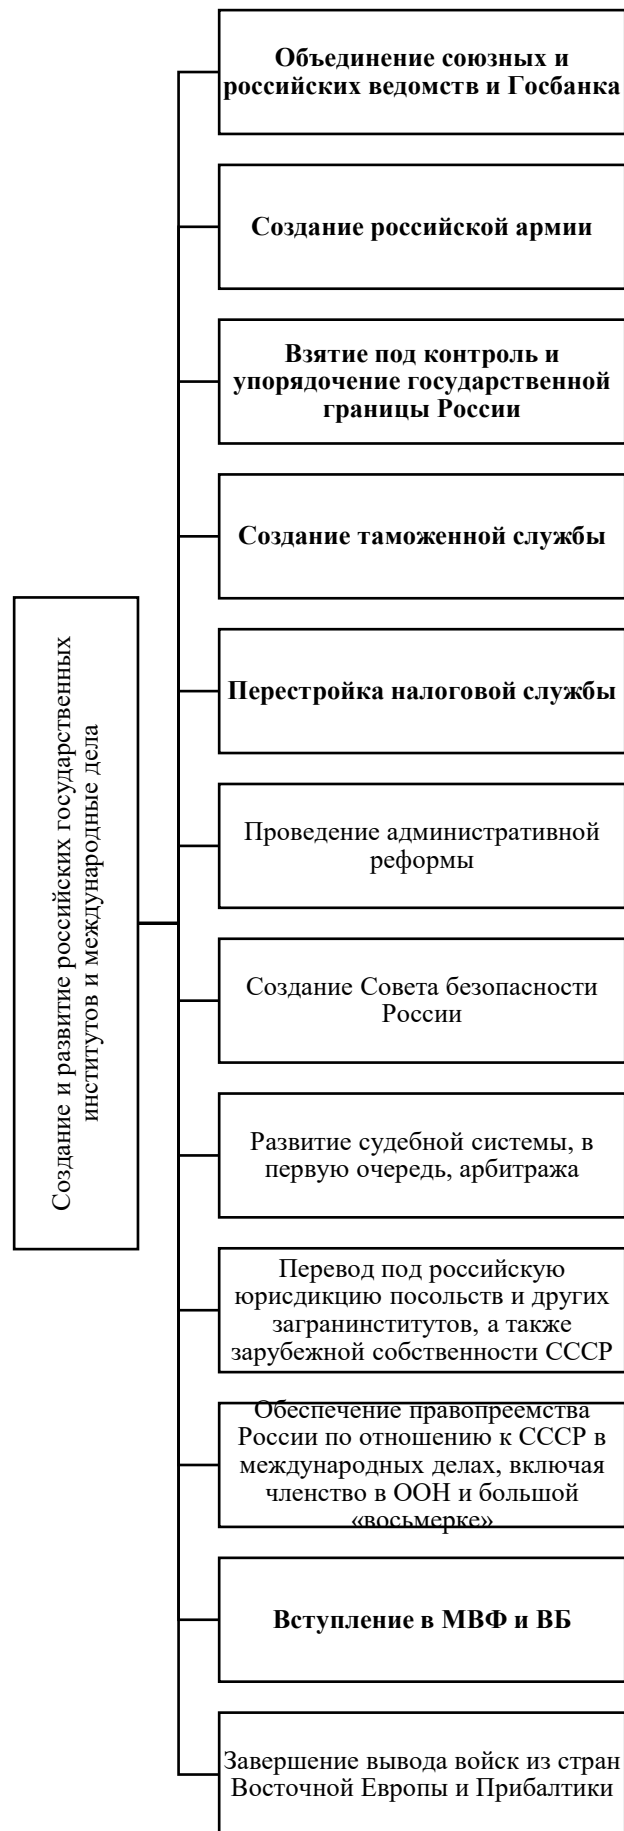 Объединение союзных и
российских ведомств и Госбанка
Создание российской армии
Взятие под контроль и
упорядочение государственной
границы России
Создание таможенной службы
Перестройка налоговой службы
Создание и развитие российских государственных
институтов и международные дела
Проведение административной
реформы
Создание Совета безопасности
России
Развитие судебной системы, в
первую очередь, арбитража
Перевод под российскую
юрисдикцию посольств и других
загранинститутов, а также
зарубежной собственности СССР
Обеспечение правопреемства
России по отношению к СССР в
международных делах, включая
членство в ООН и большой
«восьмерке»
Вступление в МВФ и ВБ
Завершение вывода войск из стран
Восточной Европы и Прибалтики